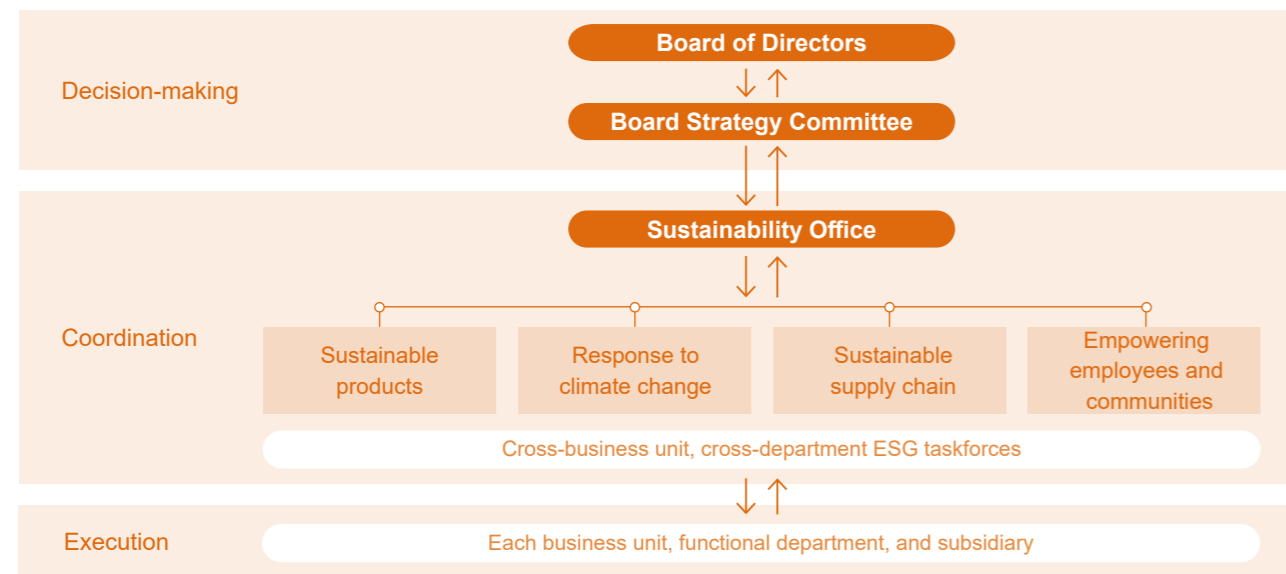 Board of Directors
Decision-making
Board Strategy Committee
Sustainability Office
Coordination
Sustainable
products
Response to
climate change
Sustainable
supply chain
Empowering
employees and
communities
Cross-business unit, cross-department ESG taskforces
Execution
Each business unit, functional department, and subsidiary